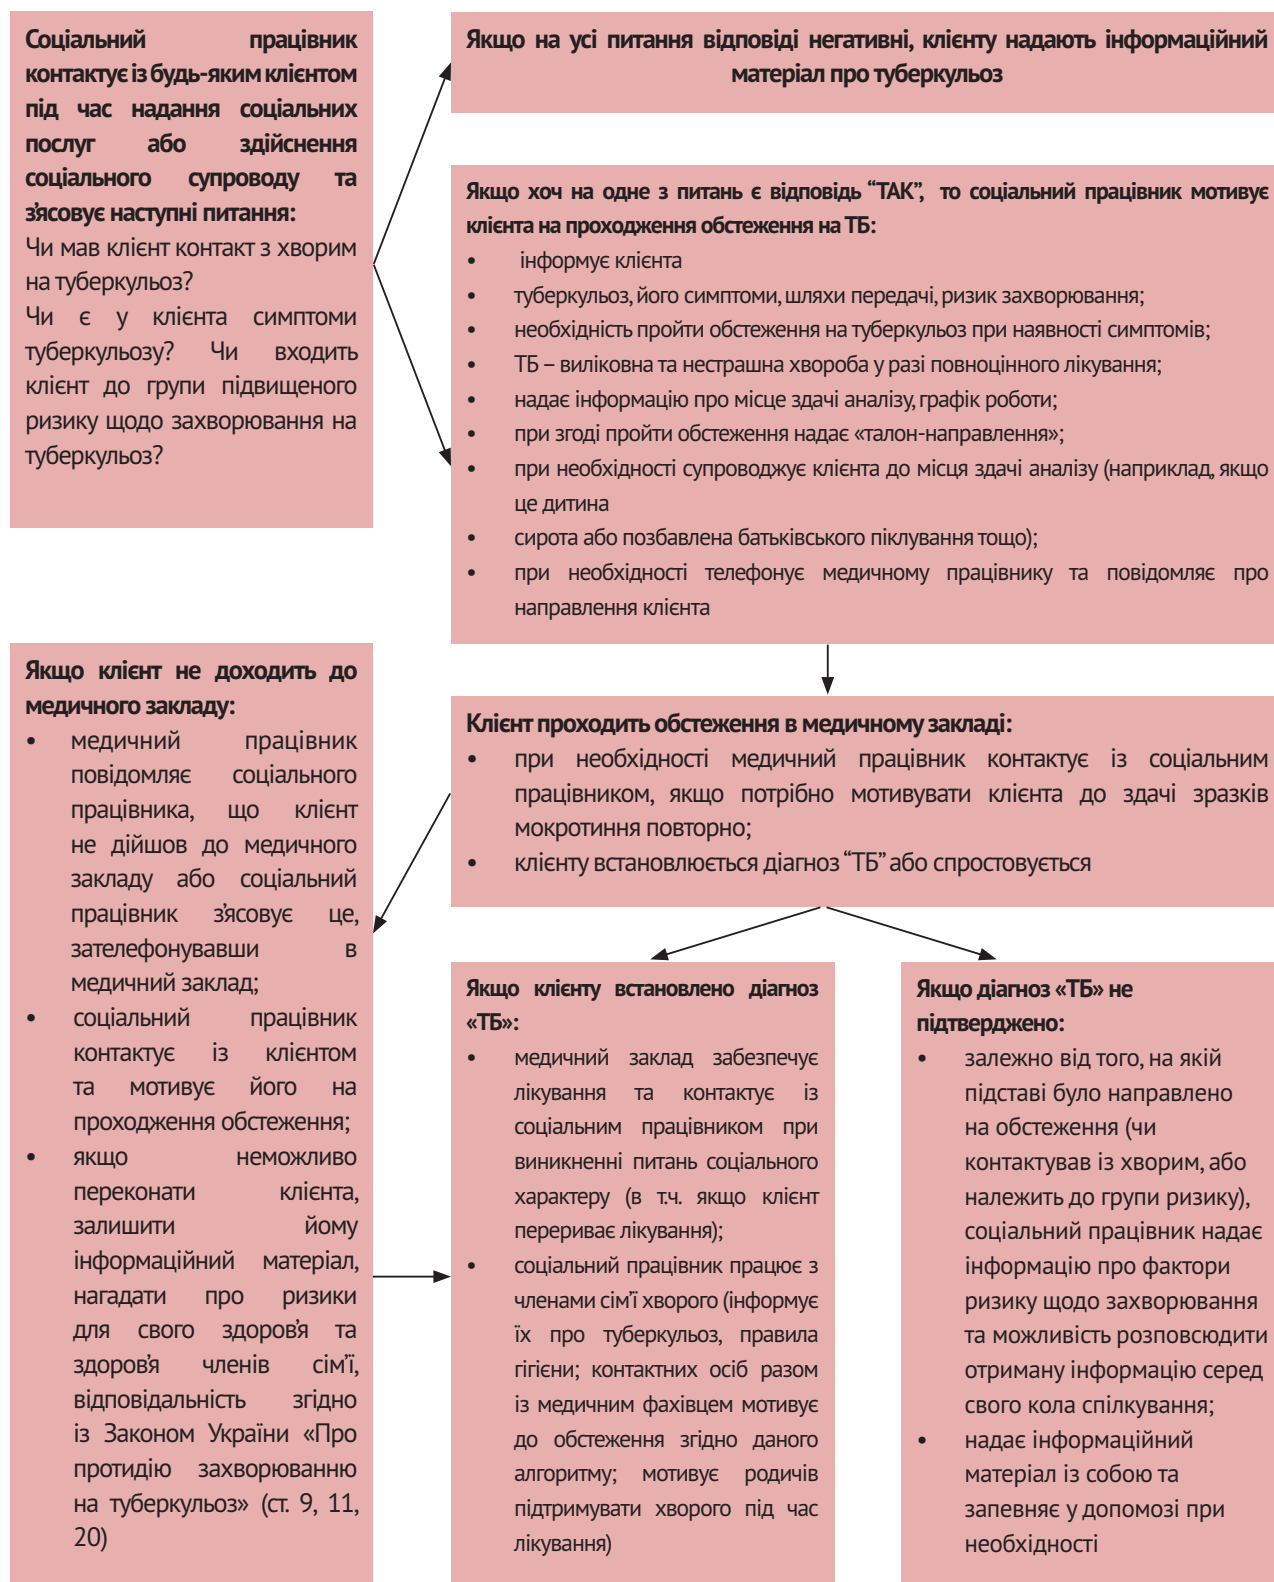 Соціальний працівник
контактує із будь-яким клієнтом
під час надання соціальних
послуг або здійснення
соціального супроводу та
з'ясовує наступні питання:
Чи мав клієнт контакт з хворим
на туберкульоз?
Чи є у клієнта симптоми
туберкульозу? Чи входить
клієнт до групи підвищеного
ризику щодо захворювання на
туберкульоз?
Якщо на усі питання відповіді негативні, клієнту надають інформаційний
матеріал про туберкульоз
Якщо хоч на одне з питань є відповідь “ТАК”, то соціальний працівник мотивує
клієнта на проходження обстеження на ТБ:
• інформує клієнта
• туберкульоз, його симптоми, шляхи передачі, ризик захворювання;
• необхідність пройти обстеження на туберкульоз при наявності симптомів;
• ТБ – виліковна та нестрашна хвороба у разі повноцінного лікування;
• надає інформацію про місце здачі аналізу, графік роботи;
• при згоді пройти обстеження надає «талон-направлення»;
• при необхідності супроводжує клієнта до місця здачі аналізу (наприклад, якщо
це дитина
• сирота або позбавлена батьківського піклування тощо);
• при необхідності телефонує медичному працівнику та повідомляє про
направлення клієнта
Клієнт проходить обстеження в медичному закладі:
• при необхідності медичний працівник контактує із соціальним
працівником, якщо потрібно мотивувати клієнта до здачі зразків
мокротиння повторно;
• клієнту встановлюється діагноз “ТБ” або спростовується
Якщо клієнт не доходить до
медичного закладу:
• медичний працівник
повідомляє соціального
працівника, що клієнт
не дійшов до медичного
закладу або соціальний
працівник з'ясовує це,
зателефонувавши в
медичний заклад;
• соціальний працівник
контактує із клієнтом
та мотивує його на
проходження обстеження;
• якщо неможливо
переконати клієнта,
залишити йому
інформаційний матеріал,
нагадати про ризики
для свого здоров'я та
здоров'я членів сім'ї,
відповідальність згідно
із Законом України «Про
протидію захворюванню
на туберкульоз» (ст. 9, 11,
20)
Якщо клієнту встановлено діагноз
«ТБ»:
• медичний заклад забезпечує
лікування та контактує із
соціальним працівником при
виникненні питань соціального
характеру (в т.ч. якщо клієнт
перериває лікування);
• соціальний працівник працює з
членами сім'ї хворого (інформує
їх про туберкульоз, правила
гігієни; контактних осіб разом
із медичним фахівцем мотивує
до обстеження згідно даного
алгоритму; мотивує родичів
підтримувати хворого під час
лікування)
Якщо діагноз «ТБ» не
підтверджено:
• залежно від того, на якій
підставі було направлено
на обстеження (чи
контактував із хворим, або
належить до групи ризику),
соціальний працівник надає
інформацію про фактори
ризику щодо захворювання
та можливість розповсюдити
отриману інформацію серед
свого кола спілкування;
• надає інформаційний
матеріал із собою та
запевняє у допомозі при
необхідності